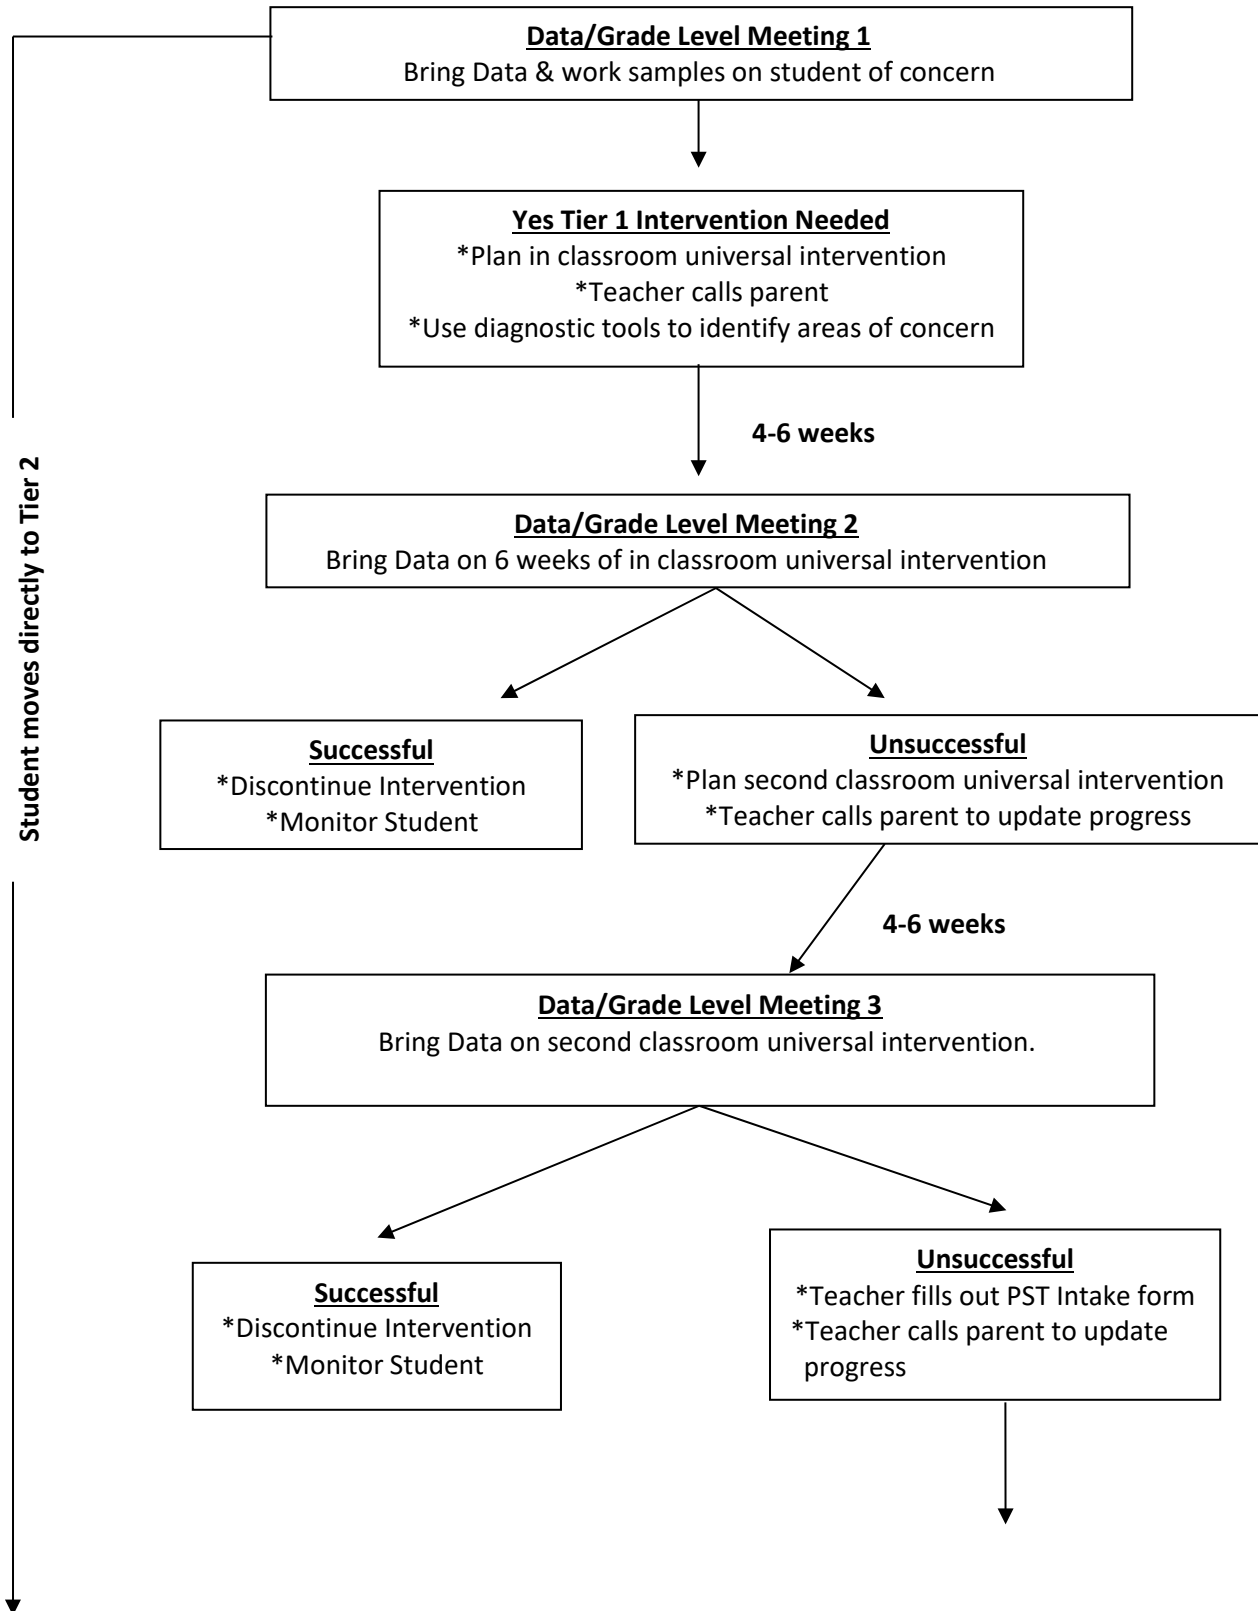 Data/Grade Level Meeting 1
Bring Data & work samples on student of concern
Yes Tier 1 Intervention Needed
*Plan in classroom universal intervention
*Teacher calls parent
*Use diagnostic tools to identify areas of concern
4-6 weeks
Student moves directly to Tier 2
Data/Grade Level Meeting 2
Bring Data on 6 weeks of in classroom universal intervention
Successful
*Discontinue Intervention
*Monitor Student
Unsuccessful
*Plan second classroom universal intervention
*Teacher calls parent to update progress
4-6 weeks
Data/Grade Level Meeting 3
Bring Data on second classroom universal intervention.
Successful
*Discontinue Intervention
*Monitor Student
Unsuccessful
*Teacher fills out PST Intake form
*Teacher calls parent to update
progress